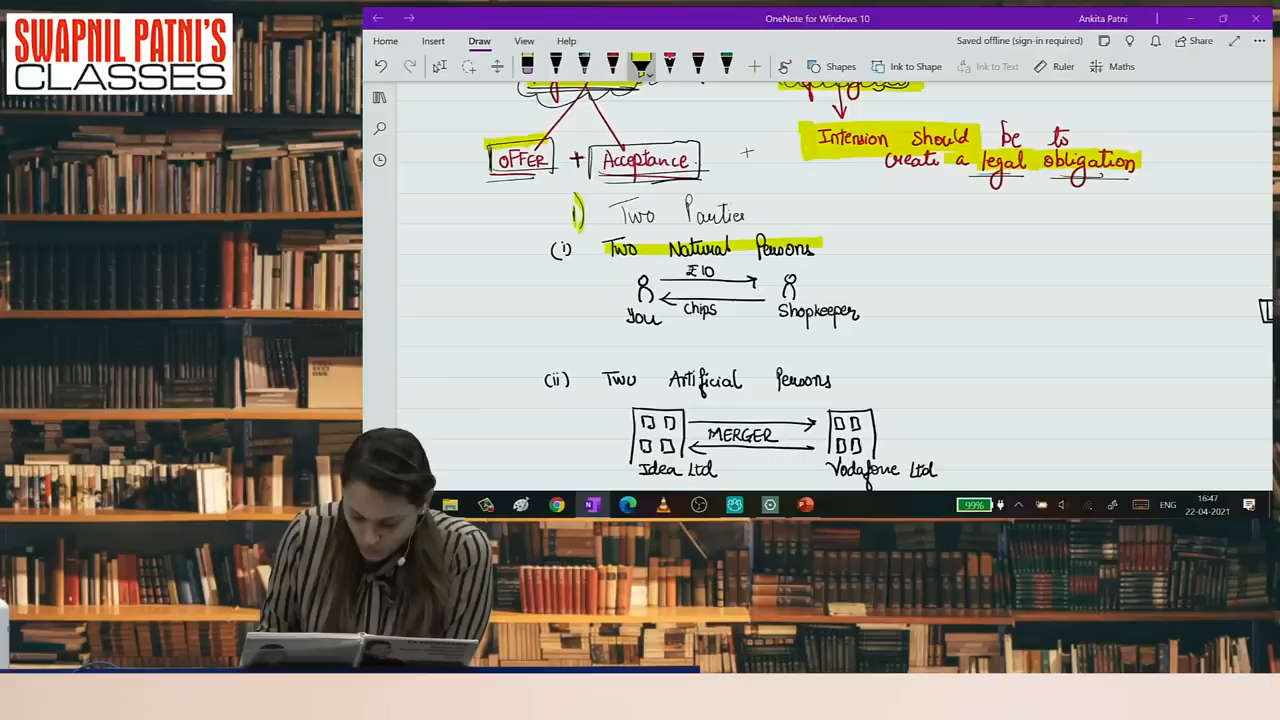 SWAPNIL PATNI'S
CLASSES
OneNote for Windows 10
Ankita Patni
Home Insert Draw View Help
Saved offline (sign-in required) Share
Shapes Ink to Shape Ink to Text Ruler Maths
Intension should be to
create a legal obligation
OFFER + Acceptance +
1) Two Parties
(i) Two Natural Persons
₹10
chips
You Shopkeeper
(ii) Two Artificial Persons
MERGER
Idea Ltd Vodafone Ltd
99% ENG 16:47
22-04-2021